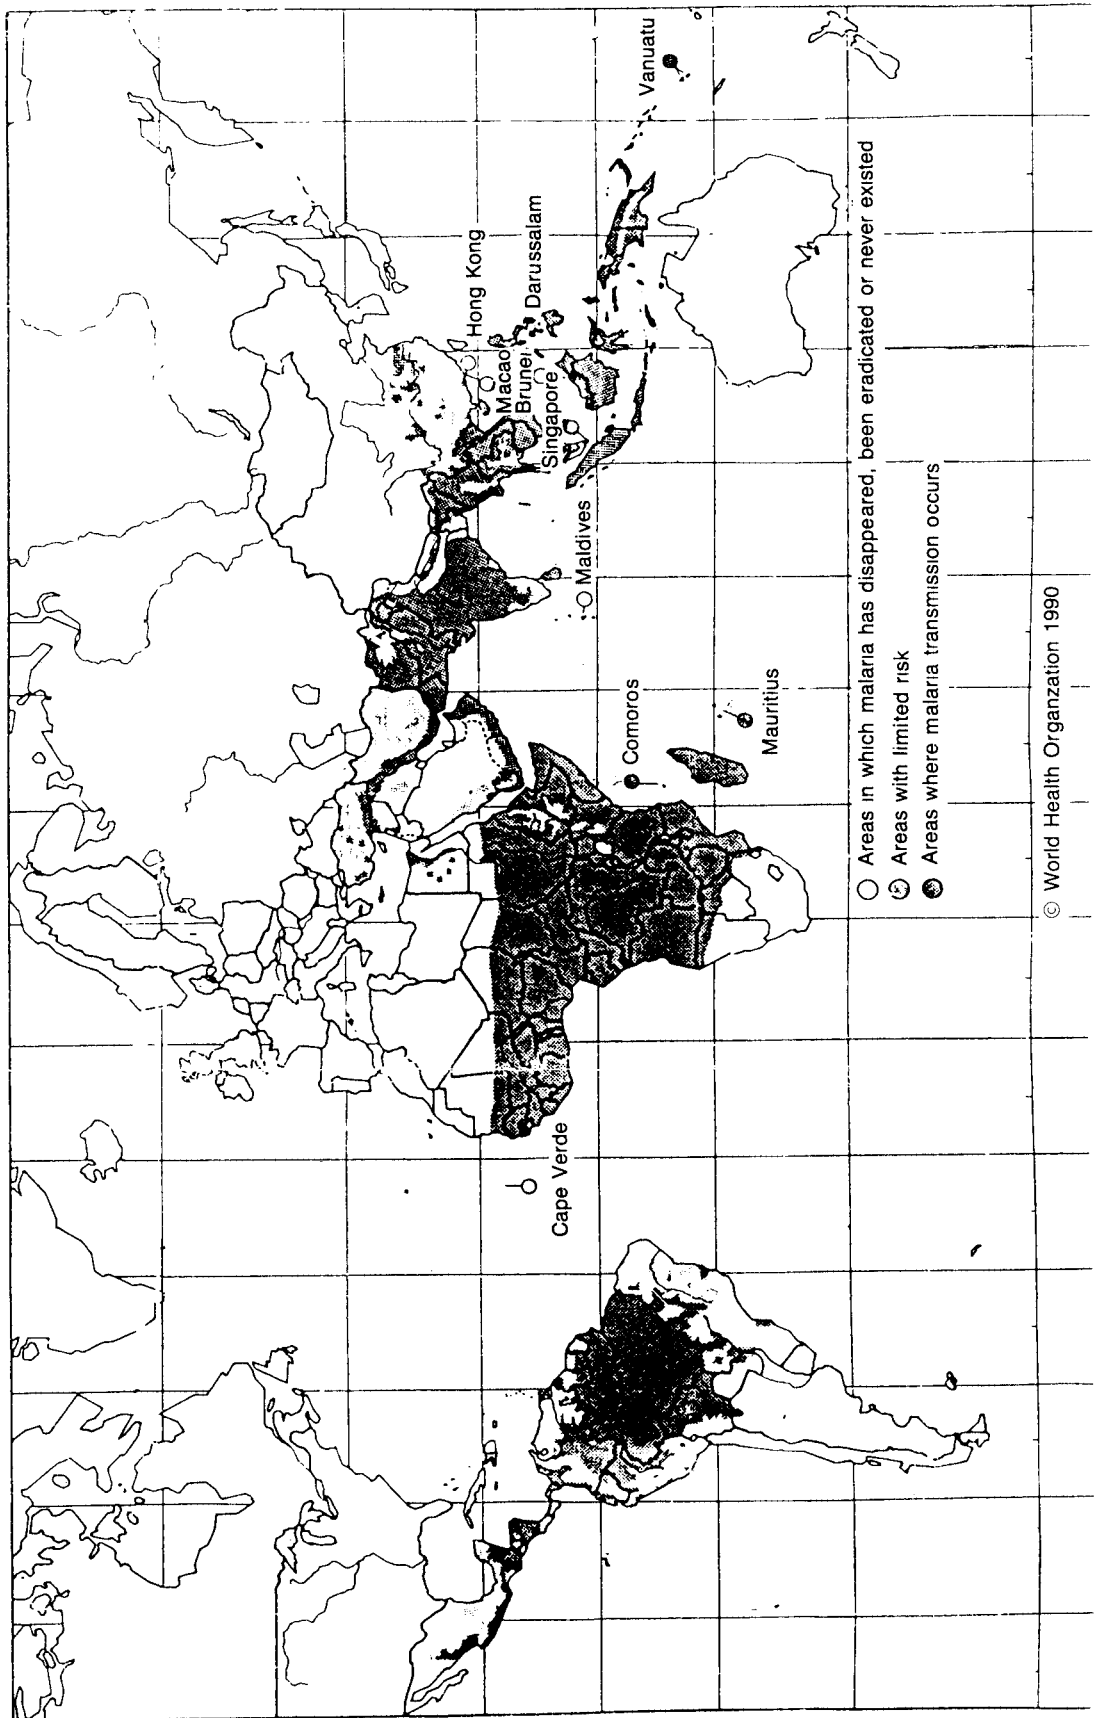 Vanuatu
Hong Kong
Macao
Brunei Darussalam
Singapore
Maldives
Comoros
Mauritius
Cape Verde
Areas in which malaria has disappeared, been eradicated or never existed
Areas with limited risk
Areas where malaria transmission occurs
© World Health Organzation 1990